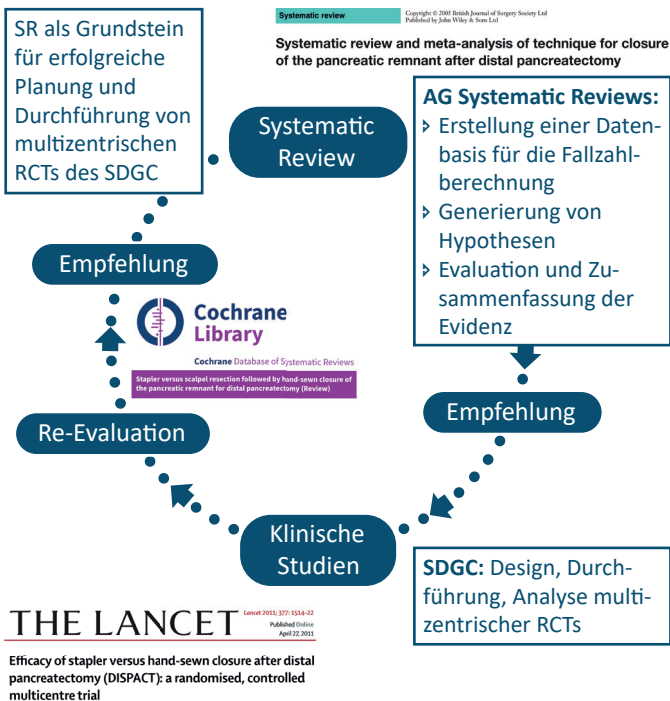 SR als Grundstein
für erfolgreiche
Planung und
Durchführung von
multizentrischen
RCTs des SDGC
Systematic review
Copyright © 2005 British Journal of Surgery Society Ltd
Published by John Wiley & Sons Ltd
Systematic review and meta-analysis of technique for closure
of the pancreatic remnant after distal pancreatectomy
Systematic
Review
AG Systematic Reviews:
Erstellung einer Daten-
basis für die Fallzahl-
berechnung
Generierung von
Hypothesen
Evaluation und Zu-
sammenfassung der
Evidenz
Empfehlung
Cochrane
Library
Cochrane Database of Systematic Reviews
Stapler versus scalpel resection followed by hand-sewn closure of
the pancreatic remnant for distal pancreatectomy (Review)
Empfehlung
Re-Evaluation
Klinische
Studien
SDGC: Design, Durch-
führung, Analyse multi-
zentrischer RCTs
THE LANCET
Lancet 2011; 377: 1514–22
Published Online
April 27, 2011
Efficacy of stapler versus hand-sewn closure after distal
pancreatectomy (DISPACT): a randomised, controlled
multicentre trial